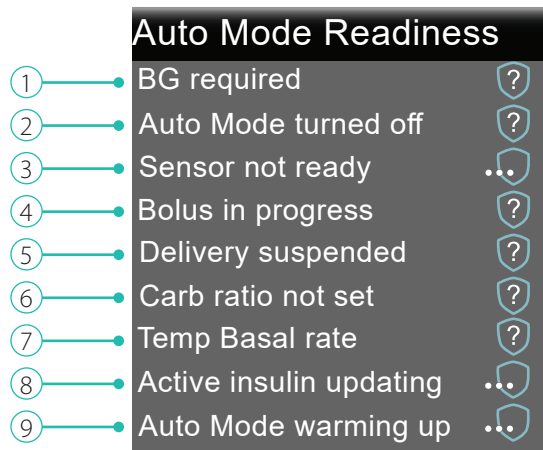 Auto Mode Readiness
1 BG required ?
2 Auto Mode turned off ?
3 Sensor not ready ...
4 Bolus in progress ?
5 Delivery suspended ?
6 Carb ratio not set ?
7 Temp Basal rate ?
8 Active insulin updating ...
9 Auto Mode warming up ...